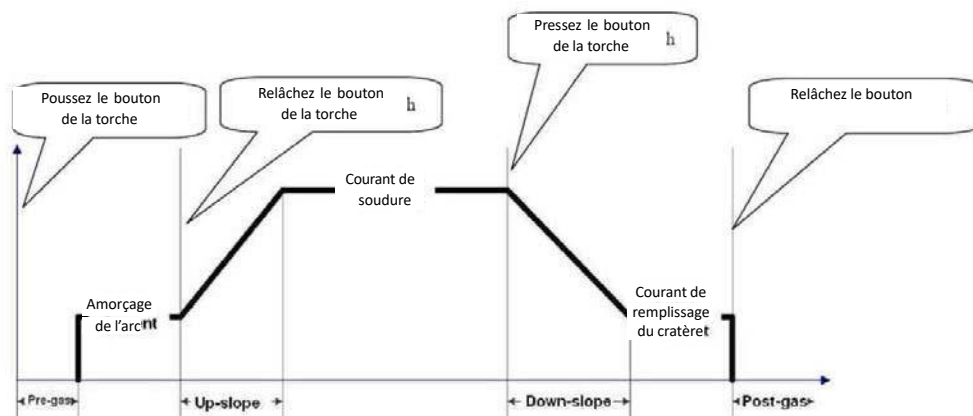 Pressez le bouton
de la torche h
Poussez le bouton
de la torche
Relâchez le bouton
de la torche h
Relâchez le bouton
Courant de
soudure
Amorçage
de l'arc nt
Courant de
remplissage
du cratèret
Pre-gas
Up-slope
Down-slope
Post-gas